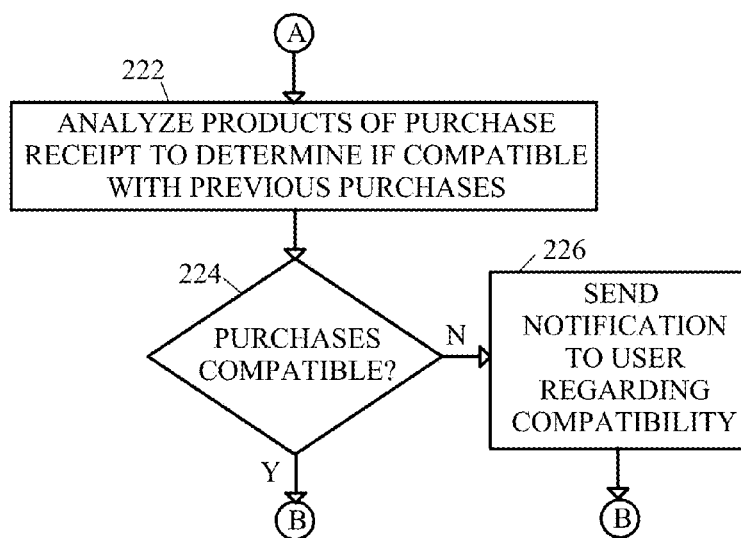 A
222
ANALYZE PRODUCTS OF PURCHASE
RECEIPT TO DETERMINE IF COMPATIBLE
WITH PREVIOUS PURCHASES
224
PURCHASES
COMPATIBLE?
N
226
SEND
NOTIFICATION
TO USER
REGARDING
COMPATIBILITY
Y
B
B